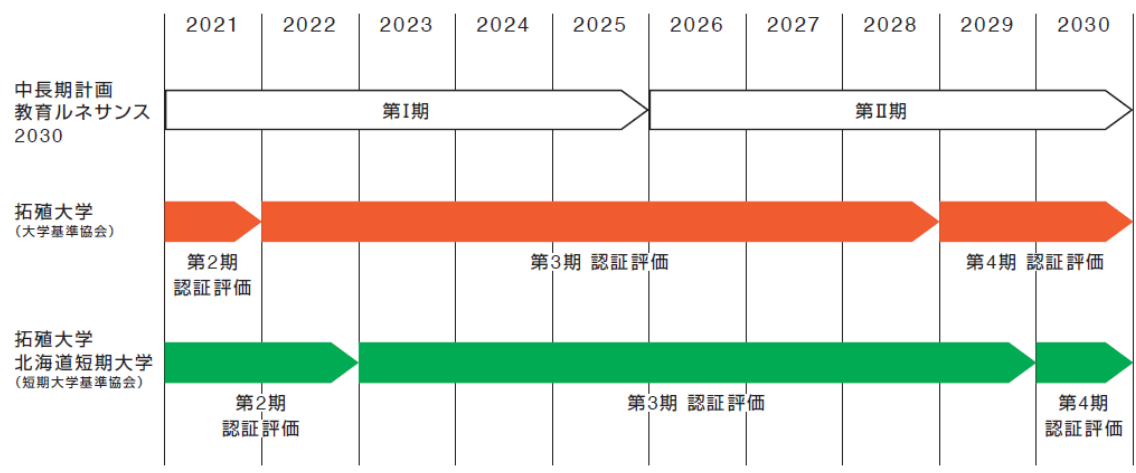 2021 2022 2023 2024 2025 2026 2027 2028 2029 2030
中長期計画
教育ルネサンス
2030
第Ⅰ期
第Ⅱ期
拓殖大学
(大学基準協会)
第2期
認証評価
第3期 認証評価
第4期 認証評価
拓殖大学
北海道短期大学
(短期大学基準協会)
第2期
認証評価
第3期 認証評価
第4期
認証評価